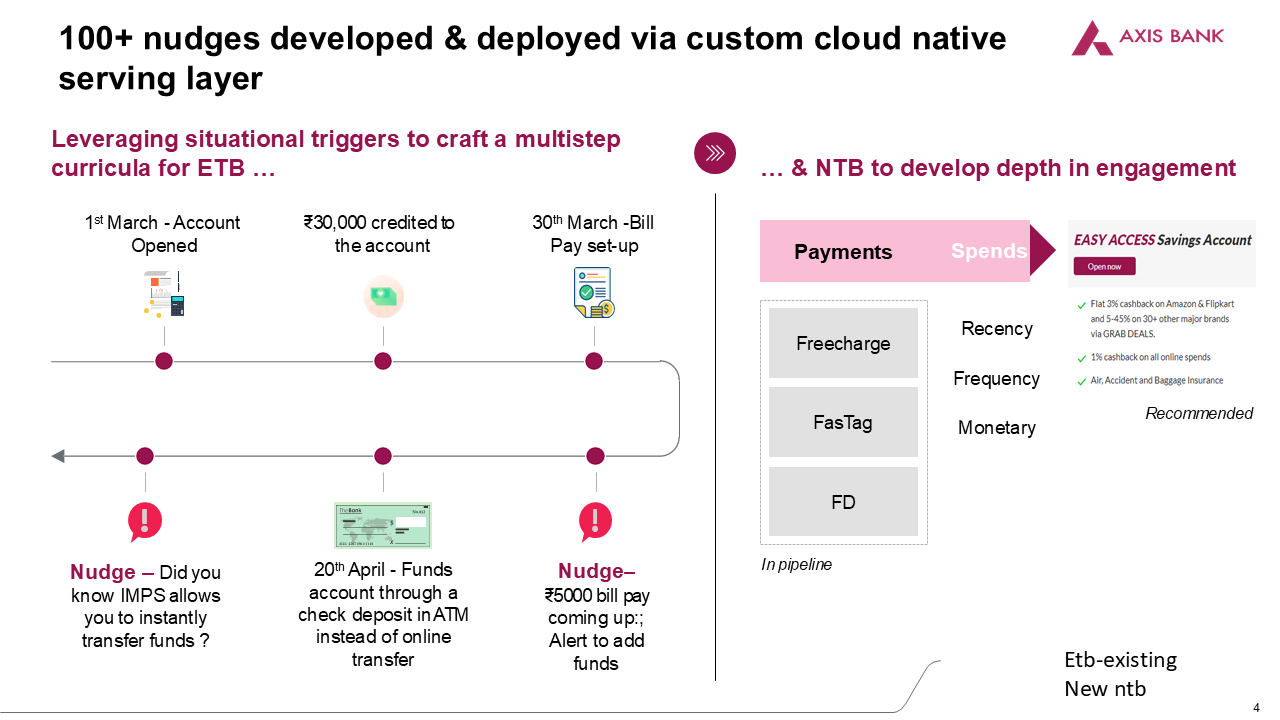 100+ nudges developed & deployed via custom cloud native
serving layer
AXIS BANK
Leveraging situational triggers to craft a multistep
curricula for ETB …
… & NTB to develop depth in engagement
1st March - Account
Opened
₹30,000 credited to
the account
30th March -Bill
Pay set-up
Nudge – Did you
know IMPS allows
you to instantly
transfer funds ?
TheBank
$
20th April - Funds
account through a
check deposit in ATM
instead of online
transfer
Nudge–
₹5000 bill pay
coming up:;
Alert to add
funds
Payments
Spends
Freecharge
FasTag
FD
In pipeline
Recency
Frequency
Monetary
EASY ACCESS Savings Account
Open now
Flat 3% cashback on Amazon & Flipkart
and 5-45% on 30+ other major brands
via GRAB DEALS.
1% cashback on all online spends
Air, Accident and Baggage Insurance
Recommended
Etb-existing
New ntb
4